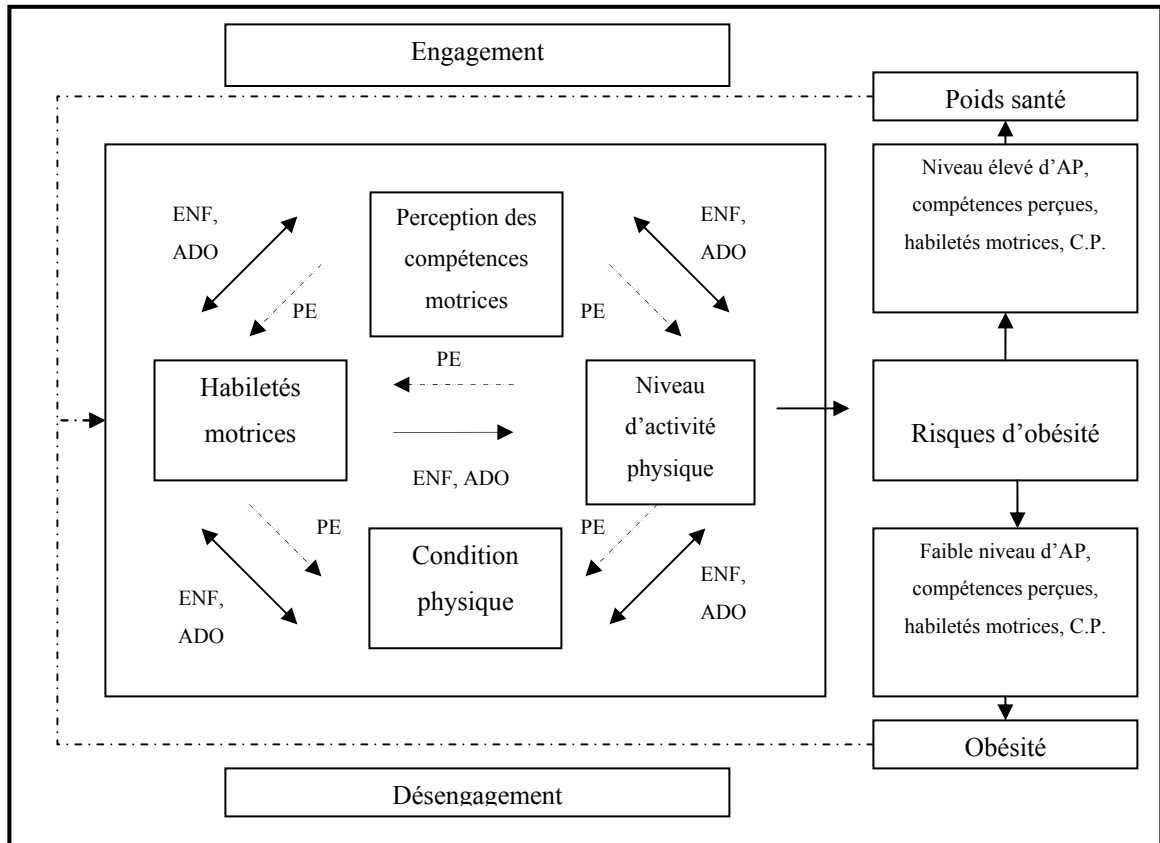 Engagement
Poids santé
Niveau élevé d'AP,
compétences perçues,
habiletés motrices, C.P.
ENF,
ADO
Perception des
compétences
motrices
ENF,
ADO
PE
PE
PE
Habiletés
motrices
Niveau
d'activité
physique
Risques d'obésité
ENF, ADO
PE
PE
Condition
physique
ENF,
ADO
ENF,
ADO
Faible niveau d'AP,
compétences perçues,
habiletés motrices, C.P.
Obésité
Désengagement